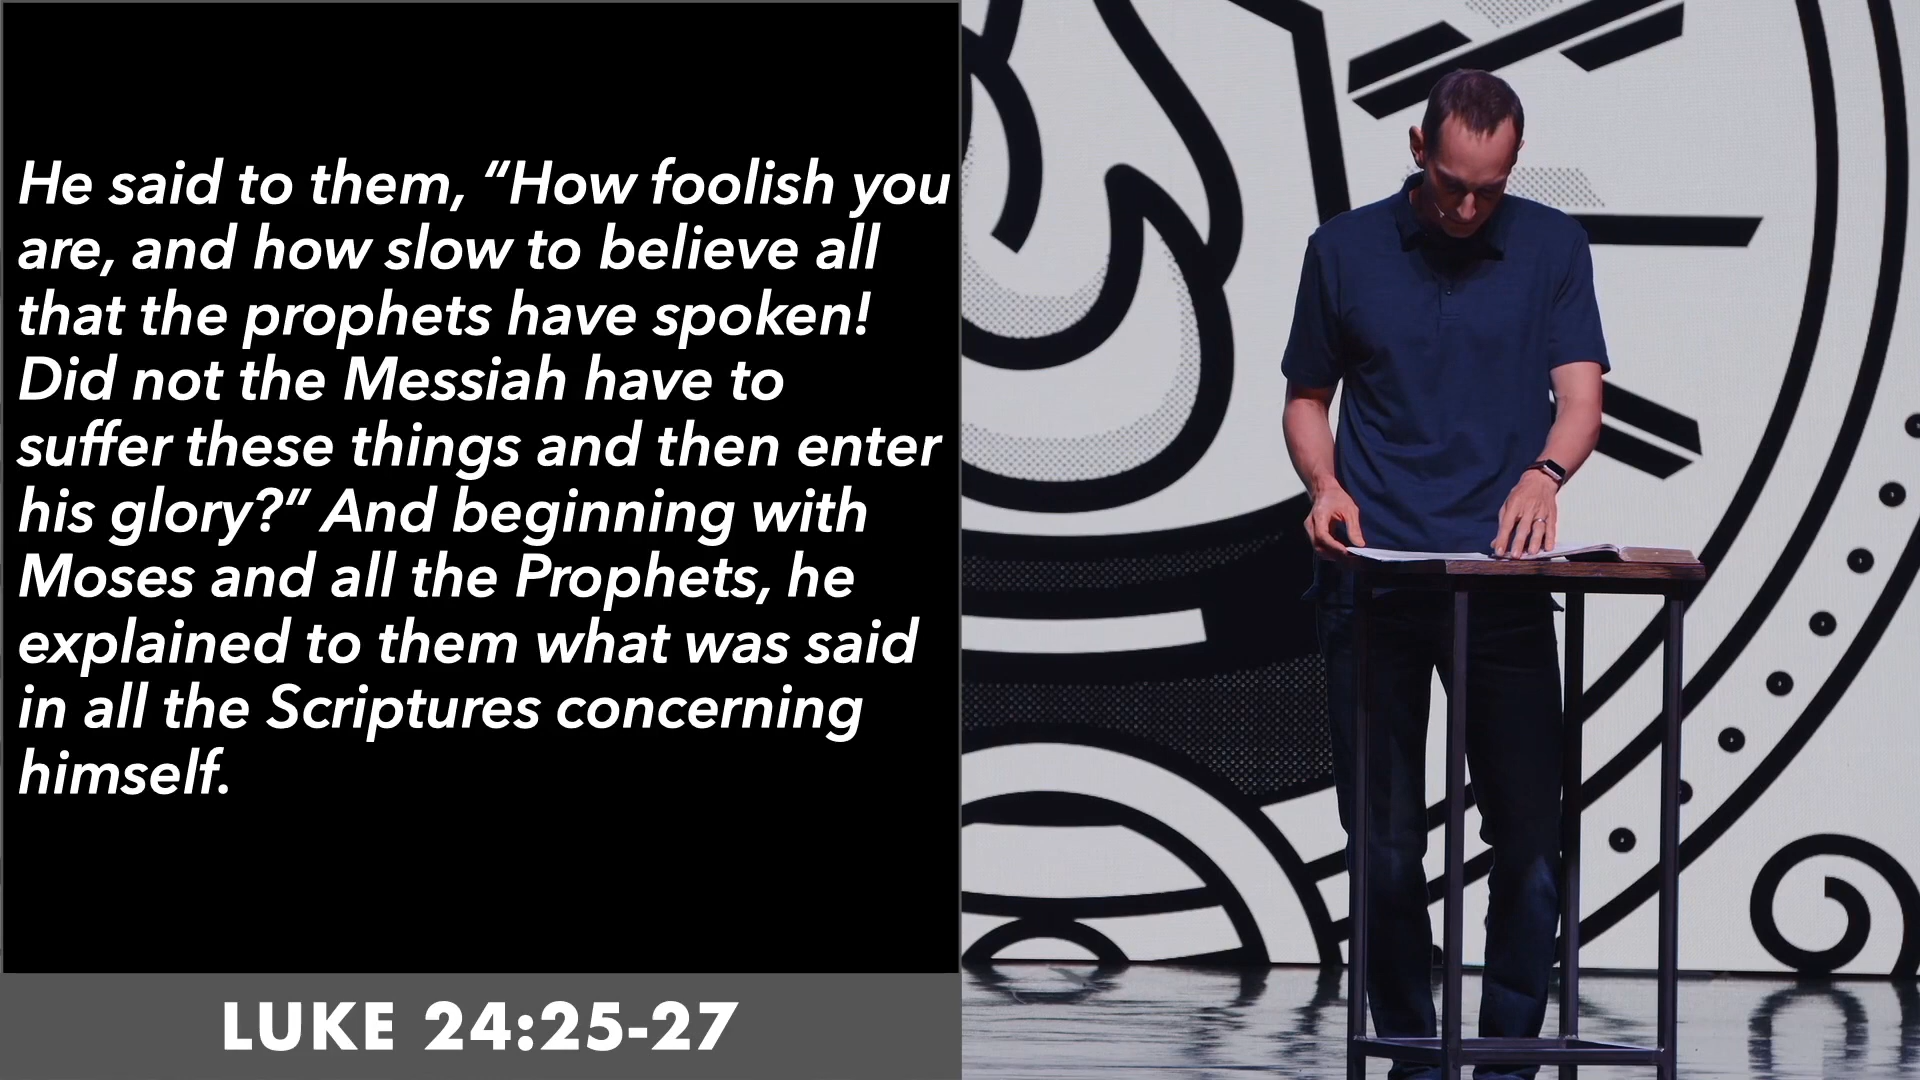 He said to them, “How foolish you
are, and how slow to believe all
that the prophets have spoken!
Did not the Messiah have to
suffer these things and then enter
his glory?” And beginning with
Moses and all the Prophets, he
explained to them what was said
in all the Scriptures concerning
himself.
LUKE 24:25-27